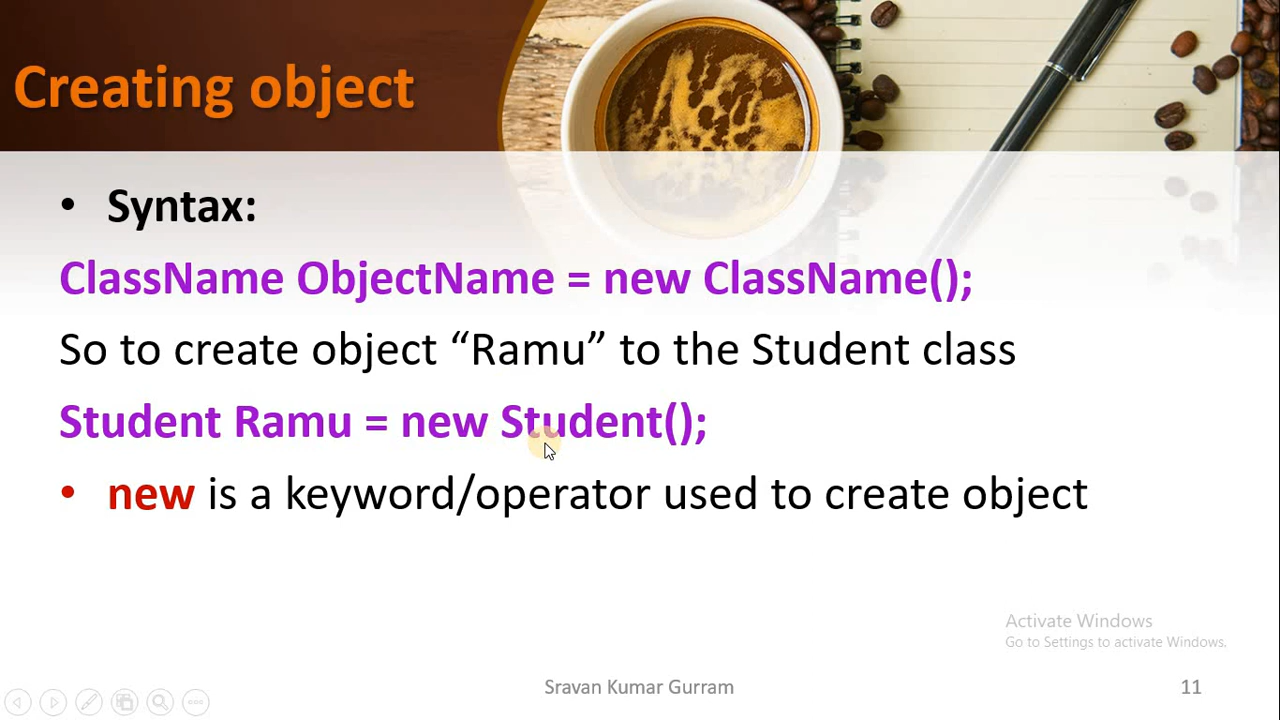 Creating object
• Syntax:
ClassName ObjectName = new ClassName();
So to create object “Ramu” to the Student class
Student Ramu = new Student();
• new is a keyword/operator used to create object
Activate Windows
Go to Settings to activate Windows.
Sravan Kumar Gurram
11